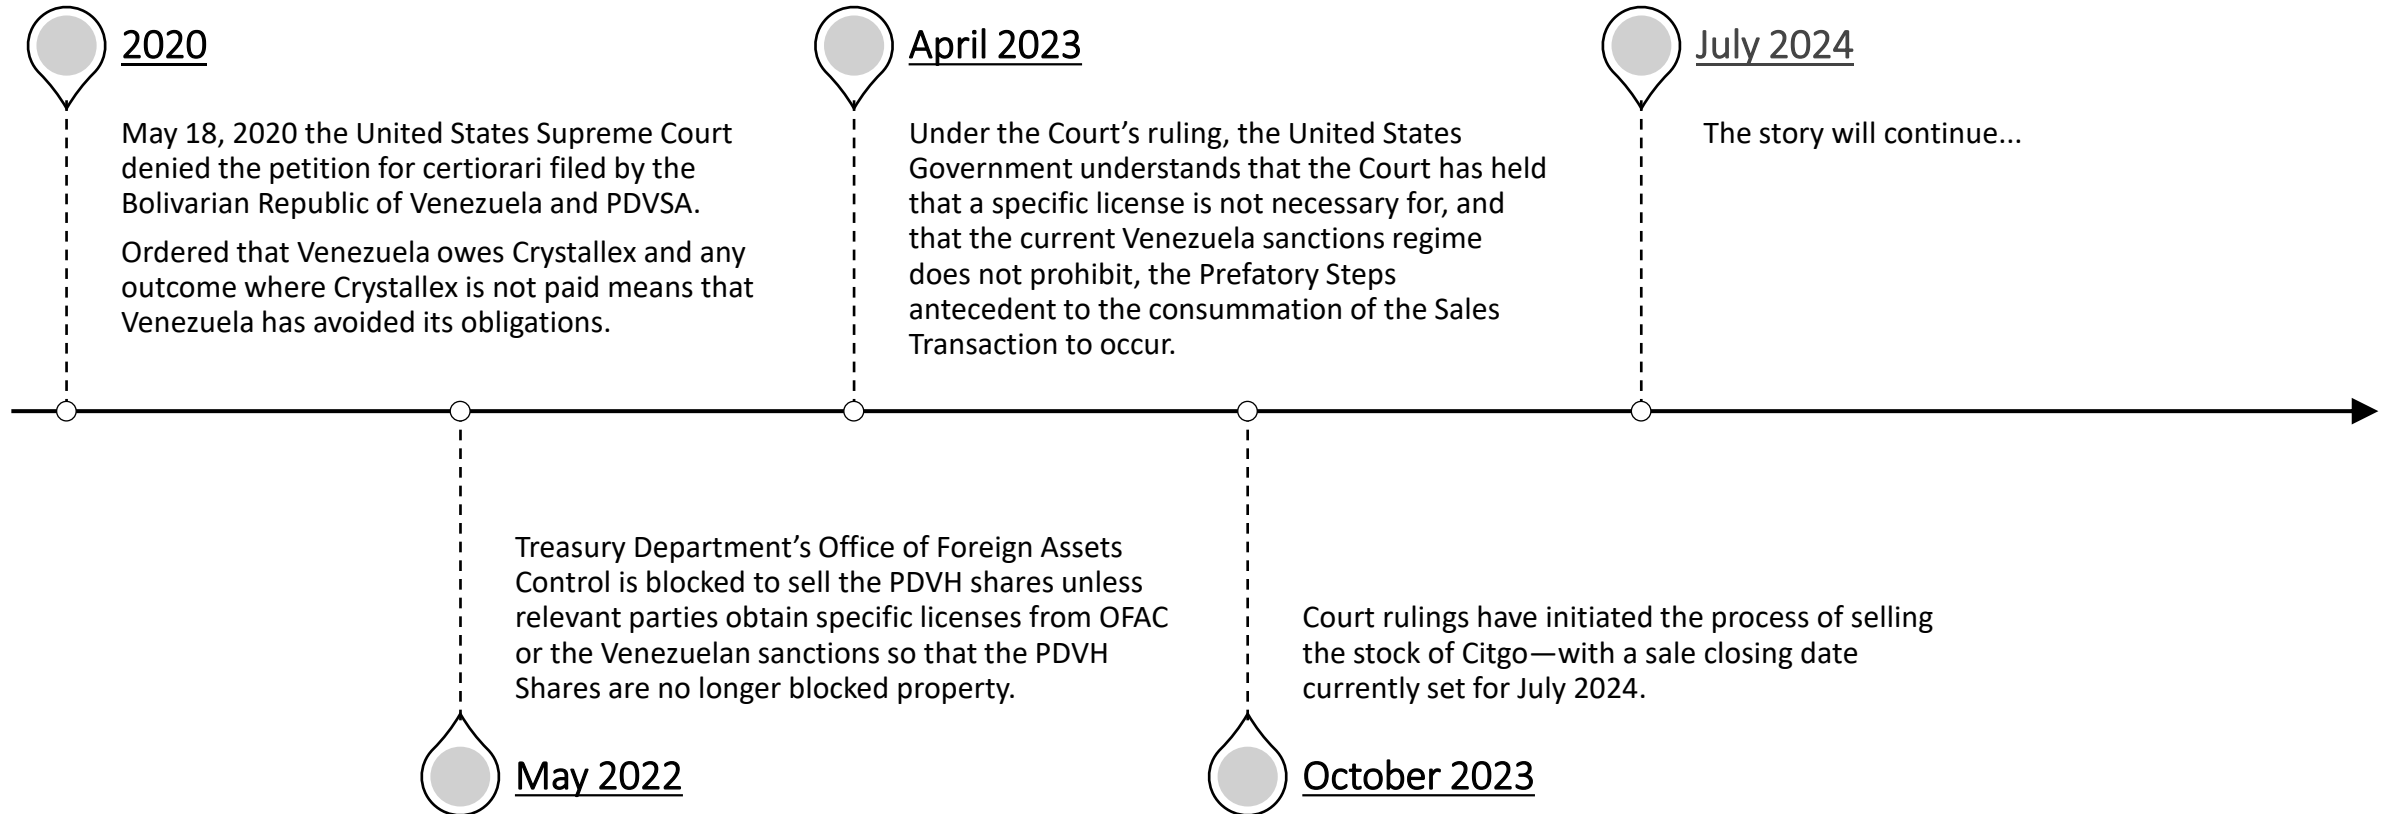 2020
May 18, 2020 the United States Supreme Court
denied the petition for certiorari filed by the
Bolivarian Republic of Venezuela and PDVSA.
Ordered that Venezuela owes Crystallex and any
outcome where Crystallex is not paid means that
Venezuela has avoided its obligations.
April 2023
Under the Court’s ruling, the United States
Government understands that the Court has held
that a specific license is not necessary for, and
that the current Venezuela sanctions regime
does not prohibit, the Prefatory Steps
antecedent to the consummation of the Sales
Transaction to occur.
July 2024
The story will continue...
Treasury Department’s Office of Foreign Assets
Control is blocked to sell the PDVH shares unless
relevant parties obtain specific licenses from OFAC
or the Venezuelan sanctions so that the PDVH
Shares are no longer blocked property.
May 2022
Court rulings have initiated the process of selling
the stock of Citgo—with a sale closing date
currently set for July 2024.
October 2023